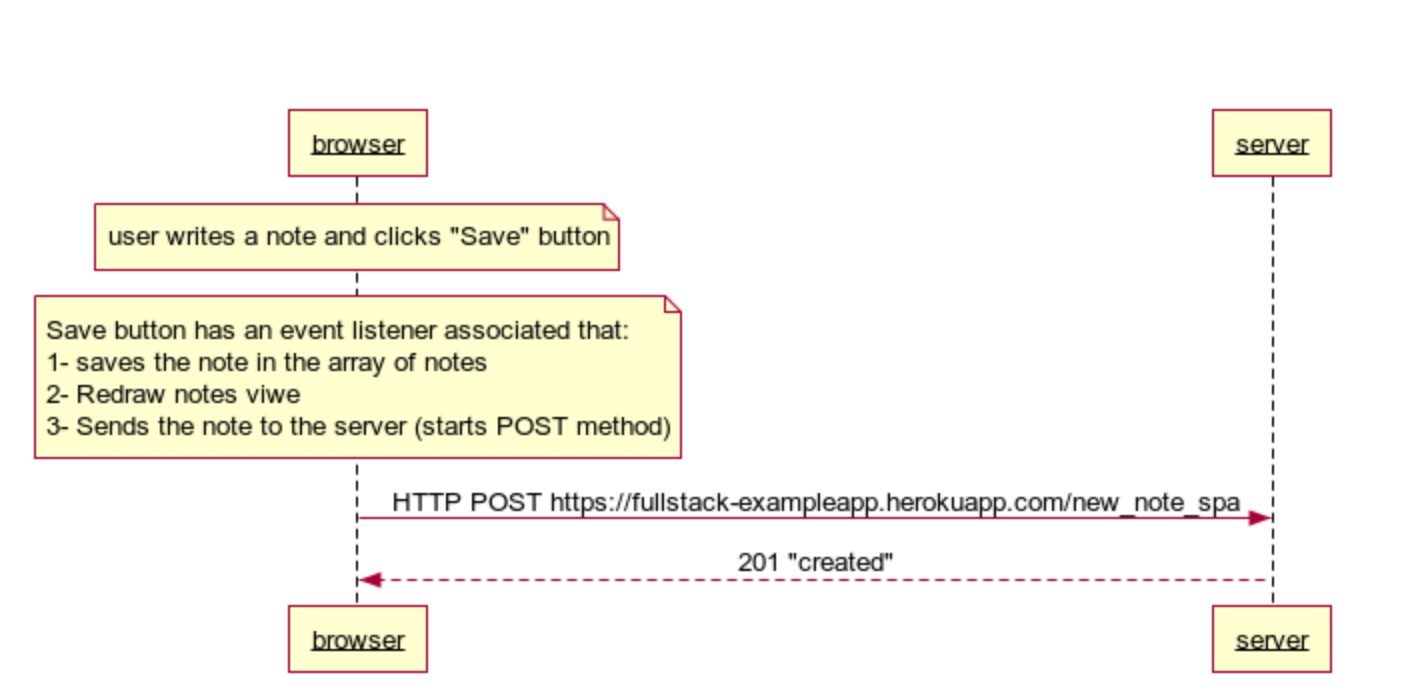 browser
server
user writes a note and clicks "Save" button
Save button has an event listener associated that:
1- saves the note in the array of notes
2- Redraw notes viwe
3- Sends the note to the server (starts POST method)
HTTP POST https://fullstack-exampleapp.herokuapp.com/new_note_spa
201 "created"
browser
server